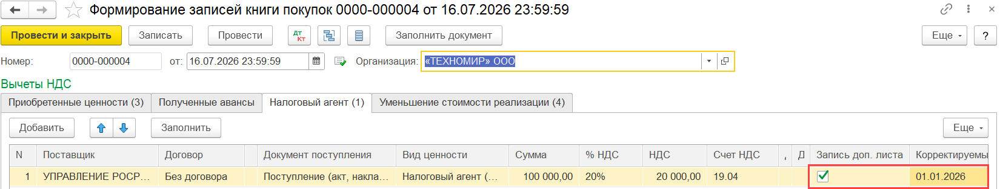 Формирование записей книги покупок 0000-000004 от 16.07.2026 23:59:59
Провести и закрыть Записать Провести Дт Кт Заполнить документ Еще ?
Номер: 0000-000004 от: 16.07.2026 23:59:59 Организация: «ТЕХНОМИР» ООО
Вычеты НДС
Приобретенные ценности (3) Полученные авансы Налоговый агент (1) Уменьшение стоимости реализации (4)
Добавить Заполнить Еще
N Поставщик Договор Документ поступления Вид ценности Сумма % НДС НДС Счет НДС Д Запись доп. листа Корректируемы
1 УПРАВЛЕНИЕ РОСР... Без договора Поступление (акт, накла... Налоговый агент (... 100 000,00 20% 20 000,00 19.04 01.01.2026